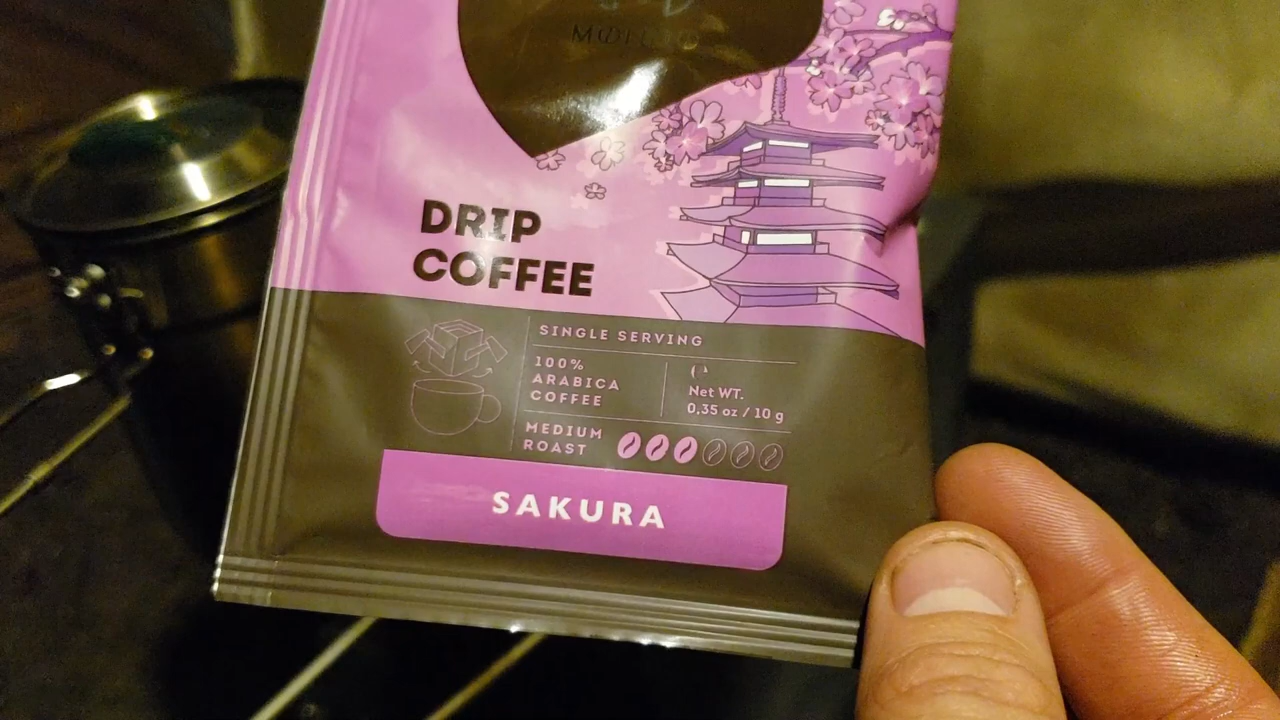 DRIP
COFFEE
SINGLE SERVING
100%
ARABICA
COFFEE
Net WT.
0,35 oz / 10 g
MEDIUM
ROAST
SAKURA